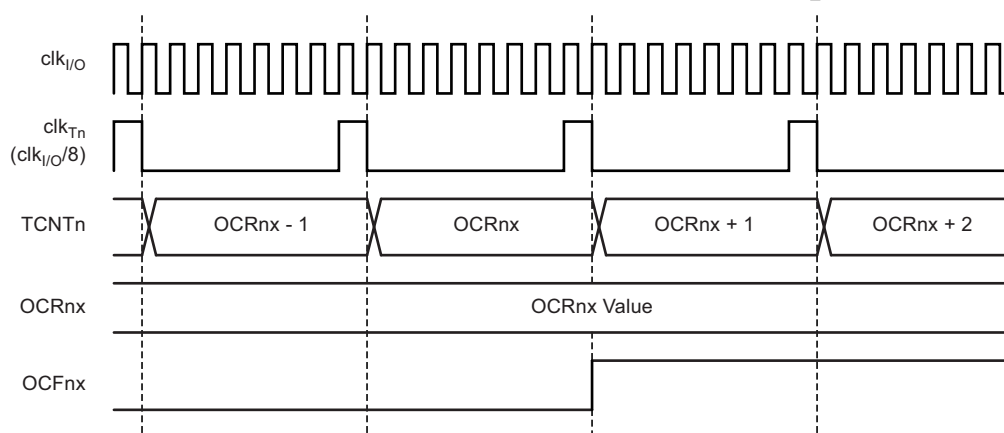 clkI/O
clkTn
(clkI/O/8)
TCNTn OCRnx - 1 OCRnx OCRnx + 1 OCRnx + 2
OCRnx OCRnx Value
OCFnx